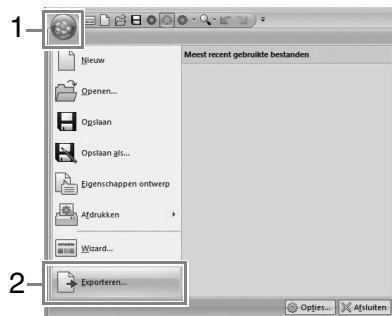 1
Nieuw
Meest recent gebruikte bestanden
Openen...
Opslaan
Opslaan als...
Eigenschappen ontwerp
Afdrukken
Wizard...
2
Exporteren...
Opties...
Afsluiten